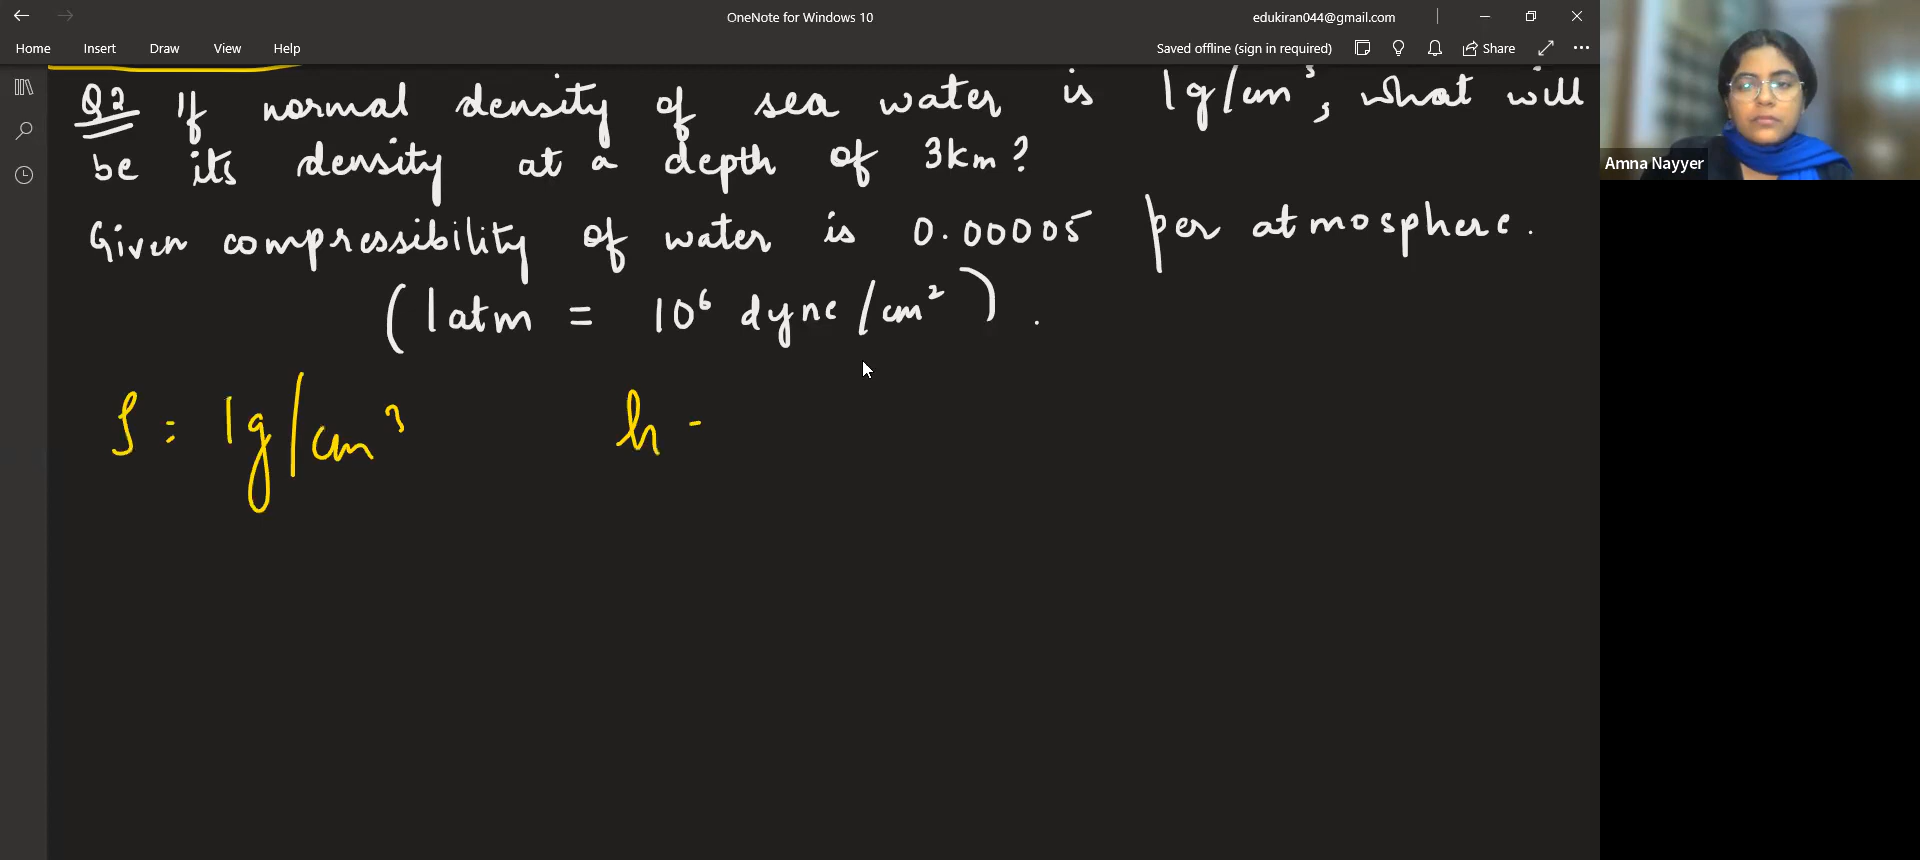 OneNote for Windows 10
edukiran044@gmail.com
Home Insert Draw View Help
Saved offline (sign in required)
Share
Q2 If normal density of sea water is 1g/cm³, what will
be its density at a depth of 3km?
Given compressibility of water is 0.00005 per atmosphere.
(1atm = 10⁶ dyne/cm²).
ρ = 1g/cm³ h -
Amna Nayyer